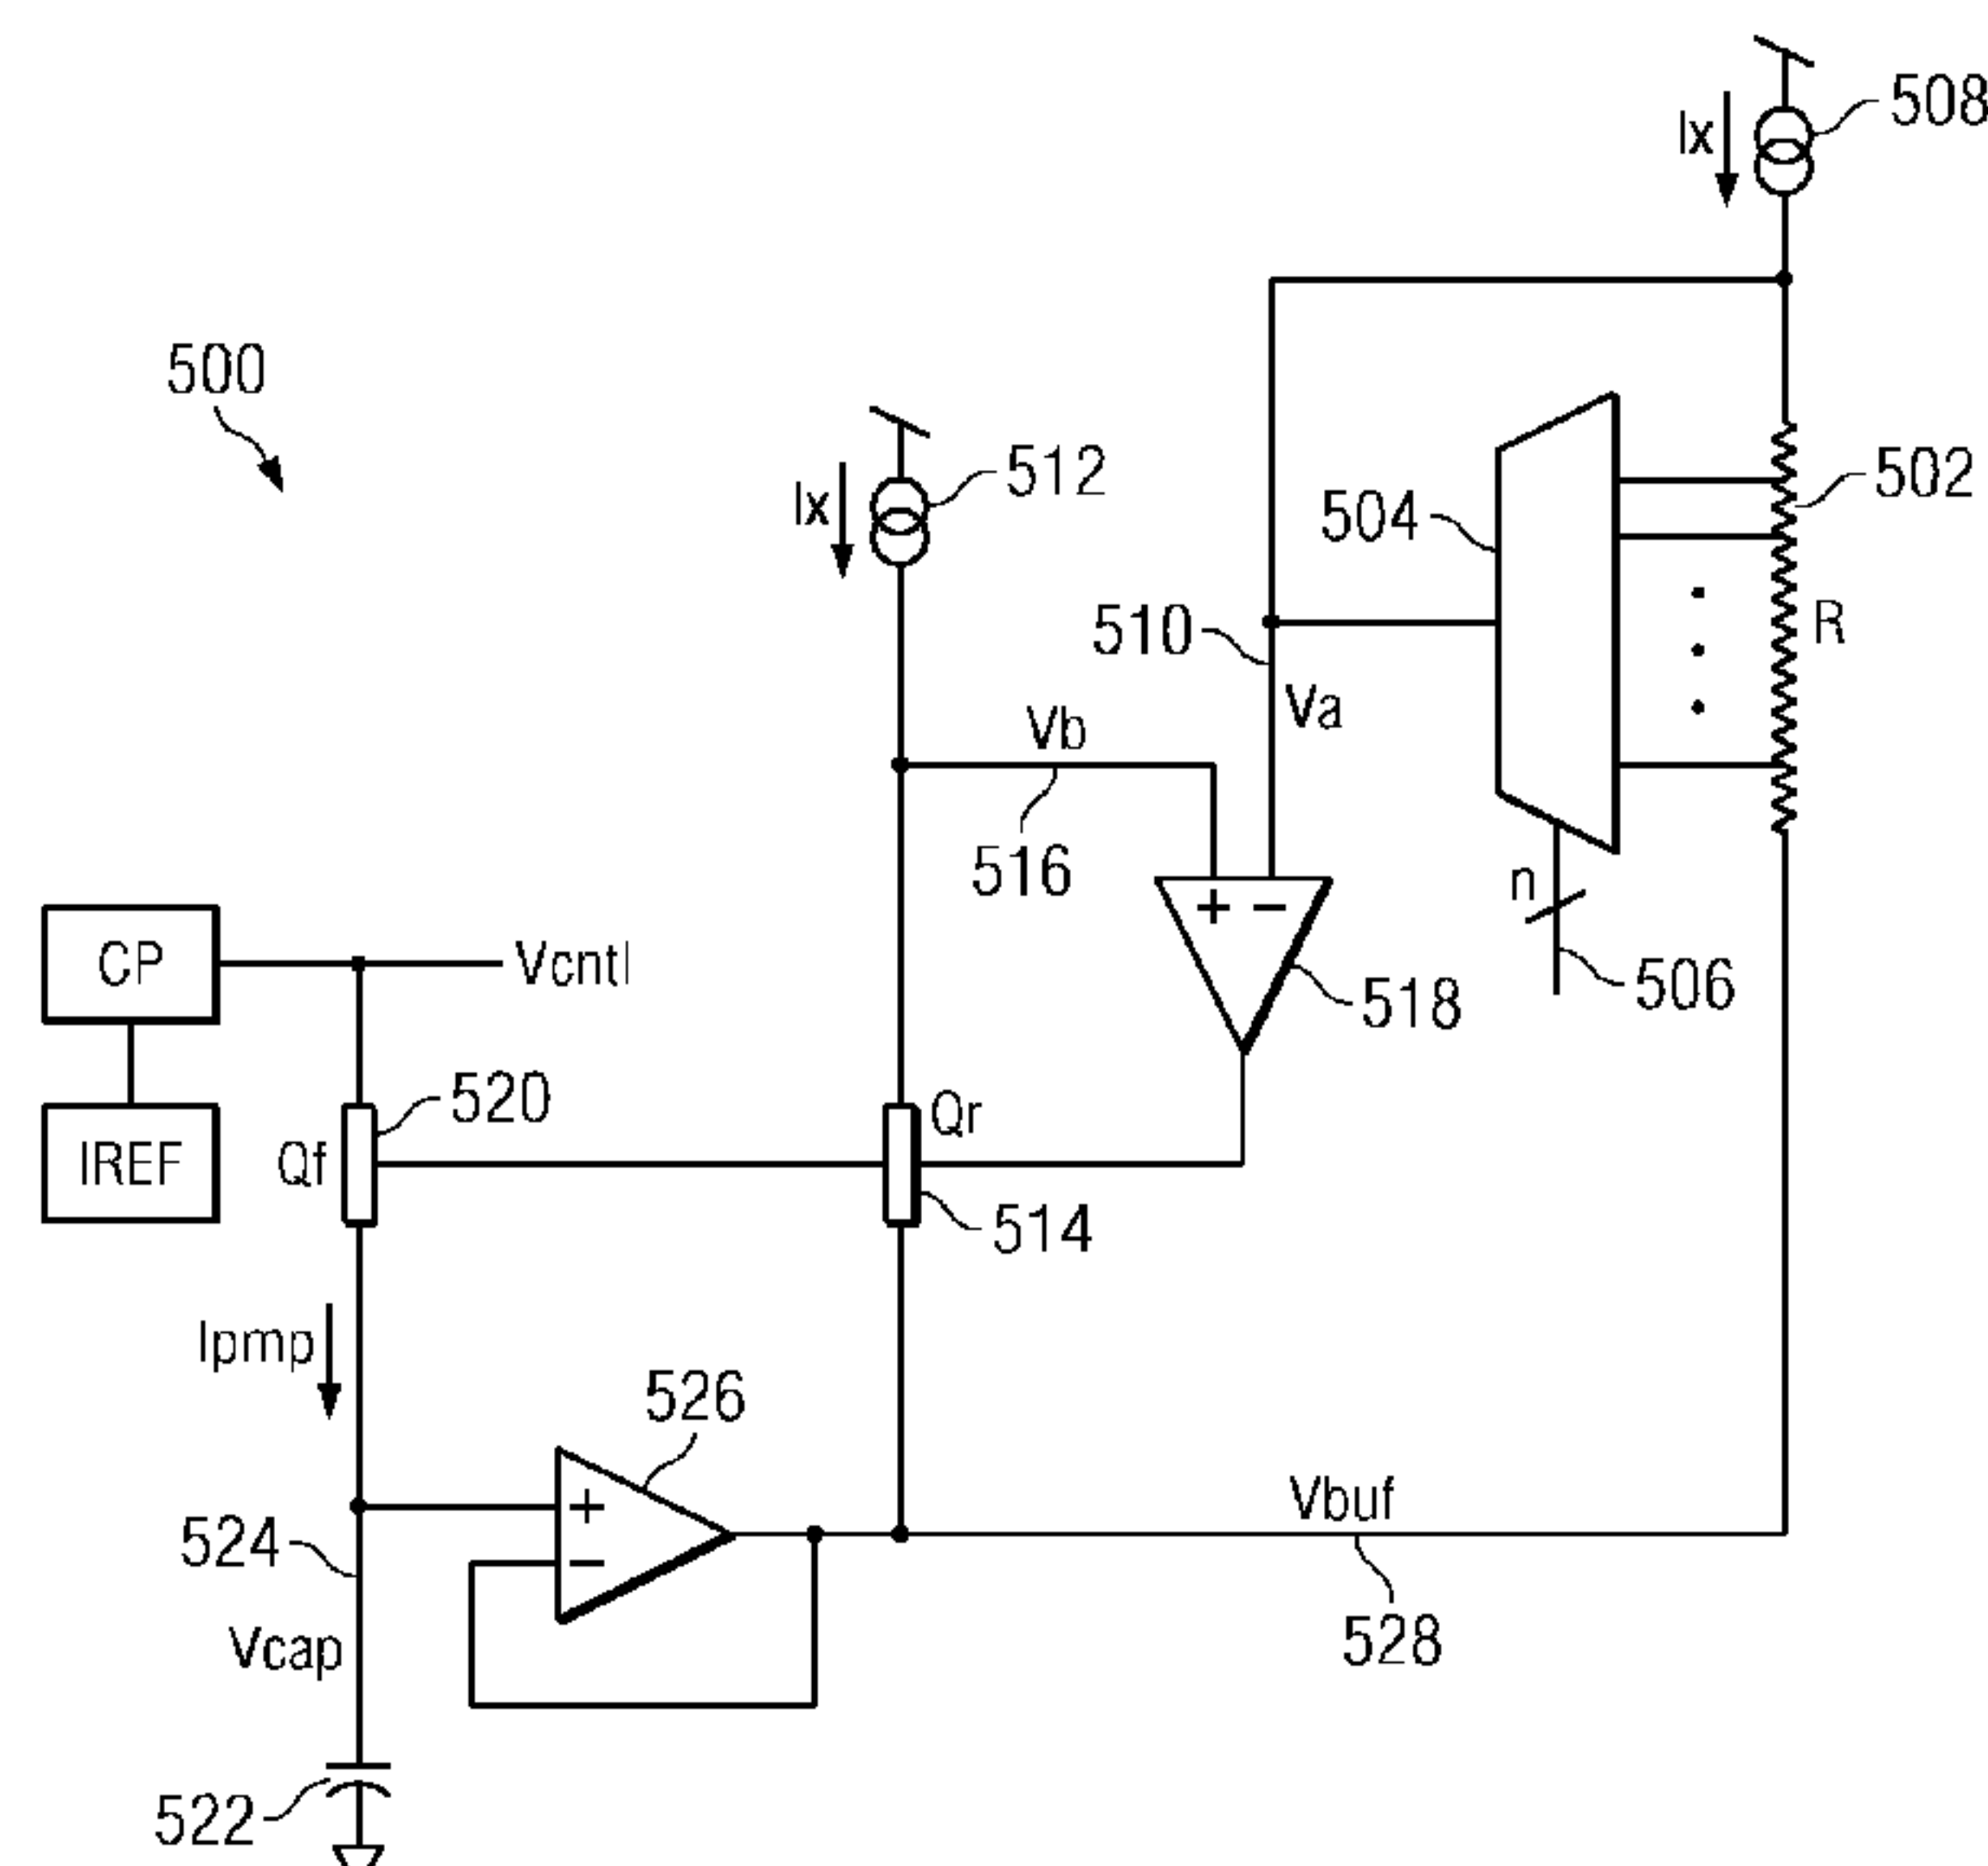 508
Ix
500
512
502
Ix
504
510
R
Va
Vb
516
n
+ −
CP
Vcntl
506
518
520
Qr
IREF
Qf
514
Ipmp
526
Vbuf
+
524
−
Vcap
528
522